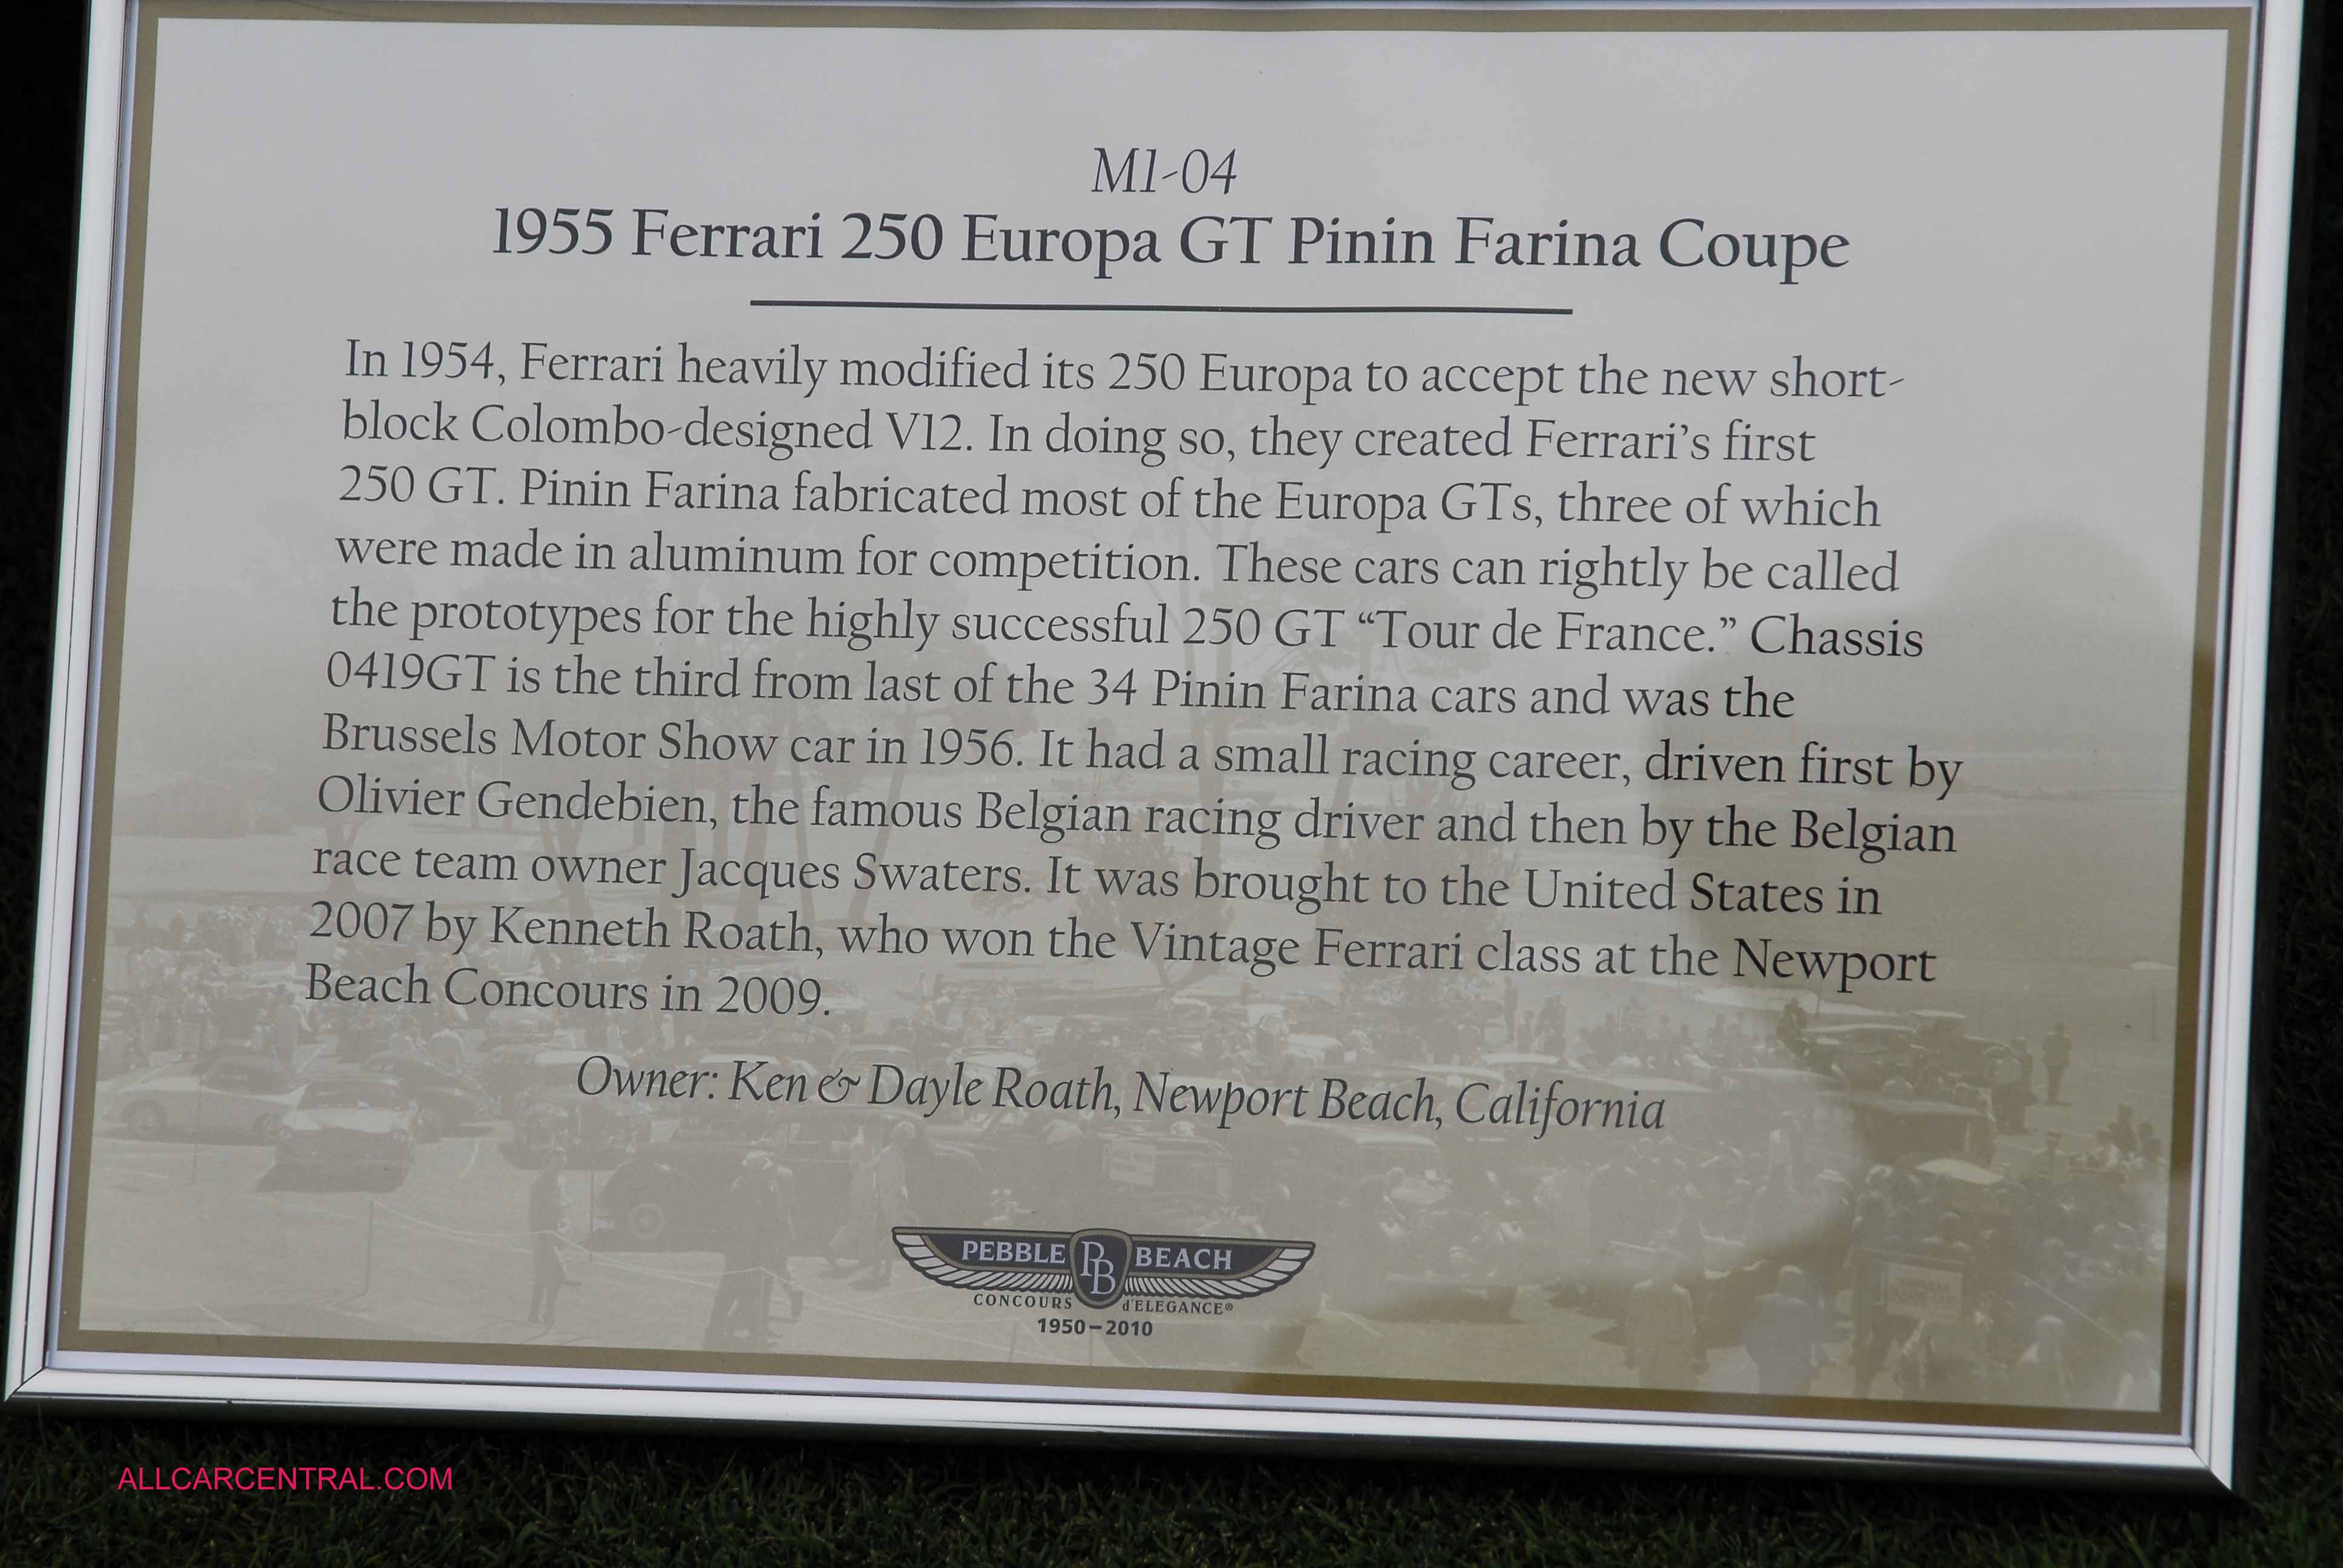 M1-04
1955 Ferrari 250 Europa GT Pinin Farina Coupe
In 1954, Ferrari heavily modified its 250 Europa to accept the new short-
block Colombo-designed V12. In doing so, they created Ferrari's first
250 GT. Pinin Farina fabricated most of the Europa GTs, three of which
were made in aluminum for competition. These cars can rightly be called
the prototypes for the highly successful 250 GT “Tour de France.” Chassis
0419GT is the third from last of the 34 Pinin Farina cars and was the
Brussels Motor Show car in 1956. It had a small racing career, driven first by
Olivier Gendebien, the famous Belgian racing driver and then by the Belgian
race team owner Jacques Swaters. It was brought to the United States in
2007 by Kenneth Roath, who won the Vintage Ferrari class at the Newport
Beach Concours in 2009.
Owner: Ken & Dayle Roath, Newport Beach, California
PEBBLE PB BEACH
CONCOURS d'ELEGANCE®
1950–2010
ALLCARCENTRAL.COM